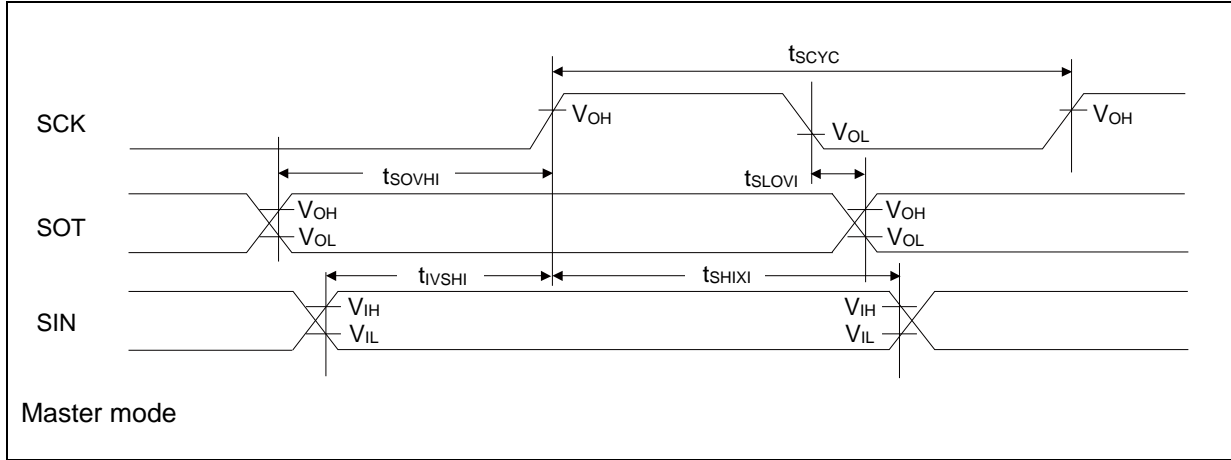 tSCYC
SCK
VOH
VOL
VOH
tSOVHI
tSLOVI
SOT
VOH
VOL
VOH
VOL
tIVSHI
tSHIXI
SIN
VIH
VIL
VIH
VIL
Master mode